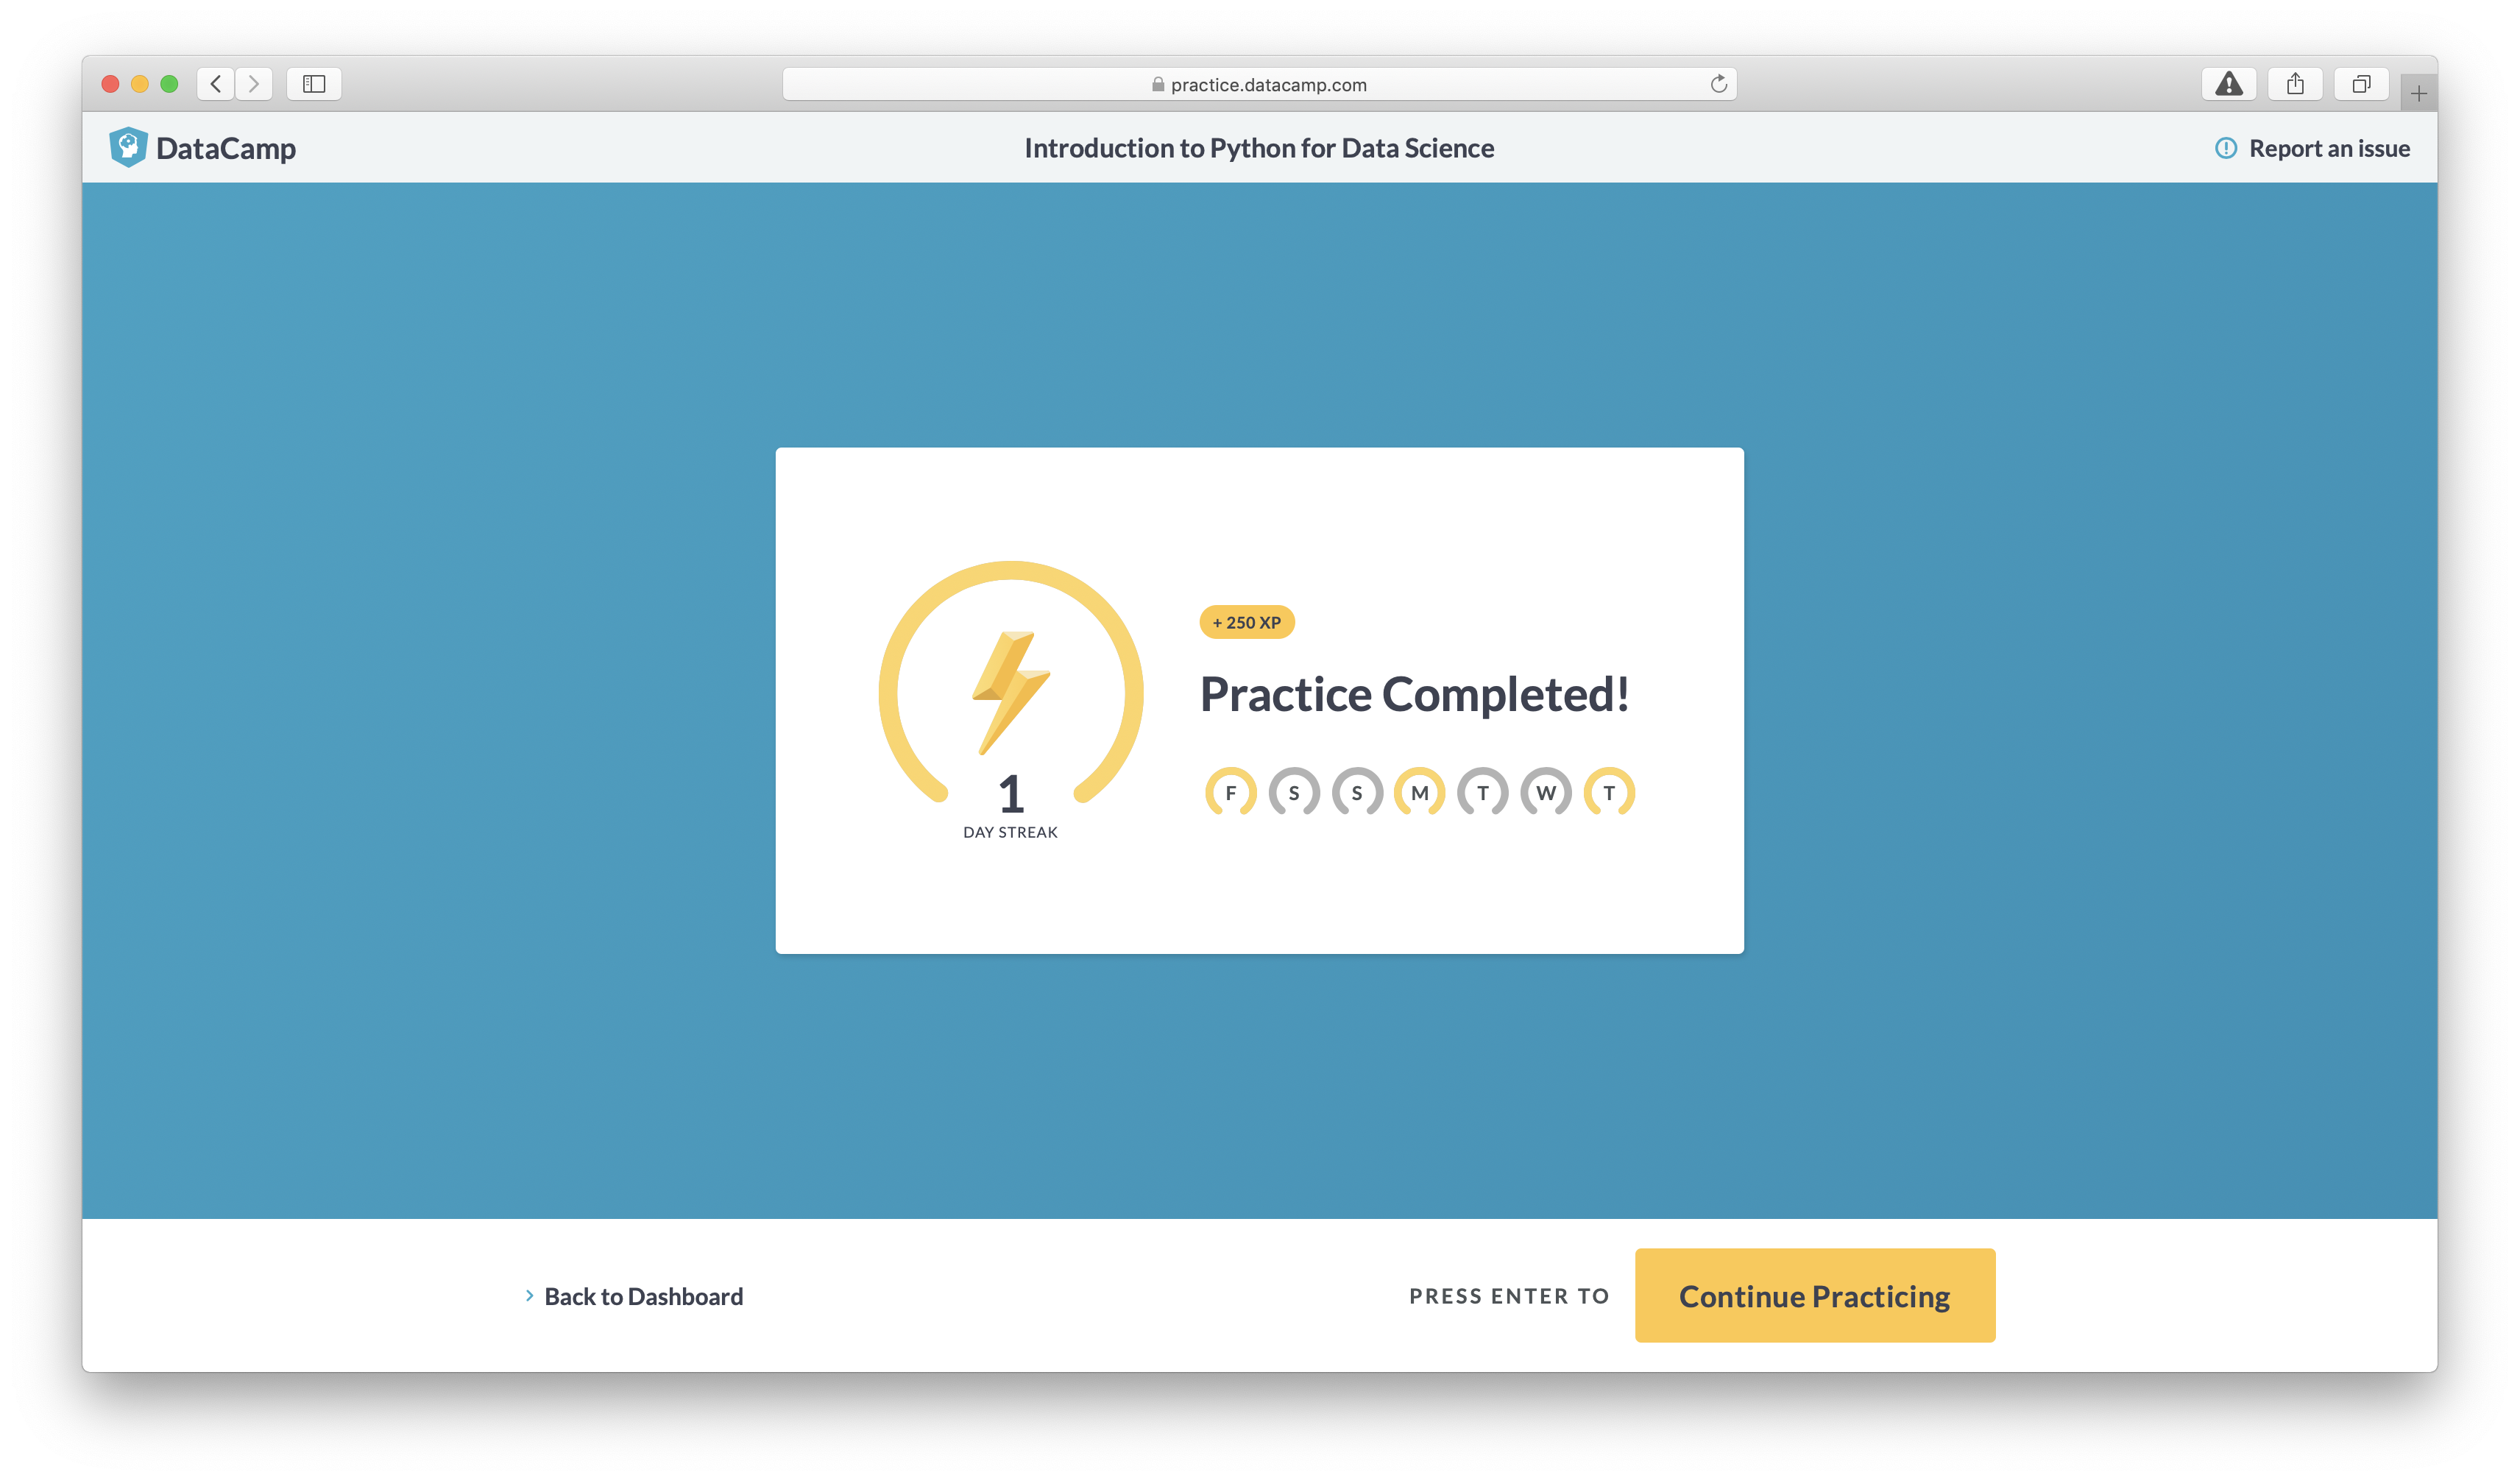 practice.datacamp.com
DataCamp
Introduction to Python for Data Science
Report an issue
+ 250 XP
Practice Completed!
F S S M T W T
1
DAY STREAK
Back to Dashboard
PRESS ENTER TO
Continue Practicing